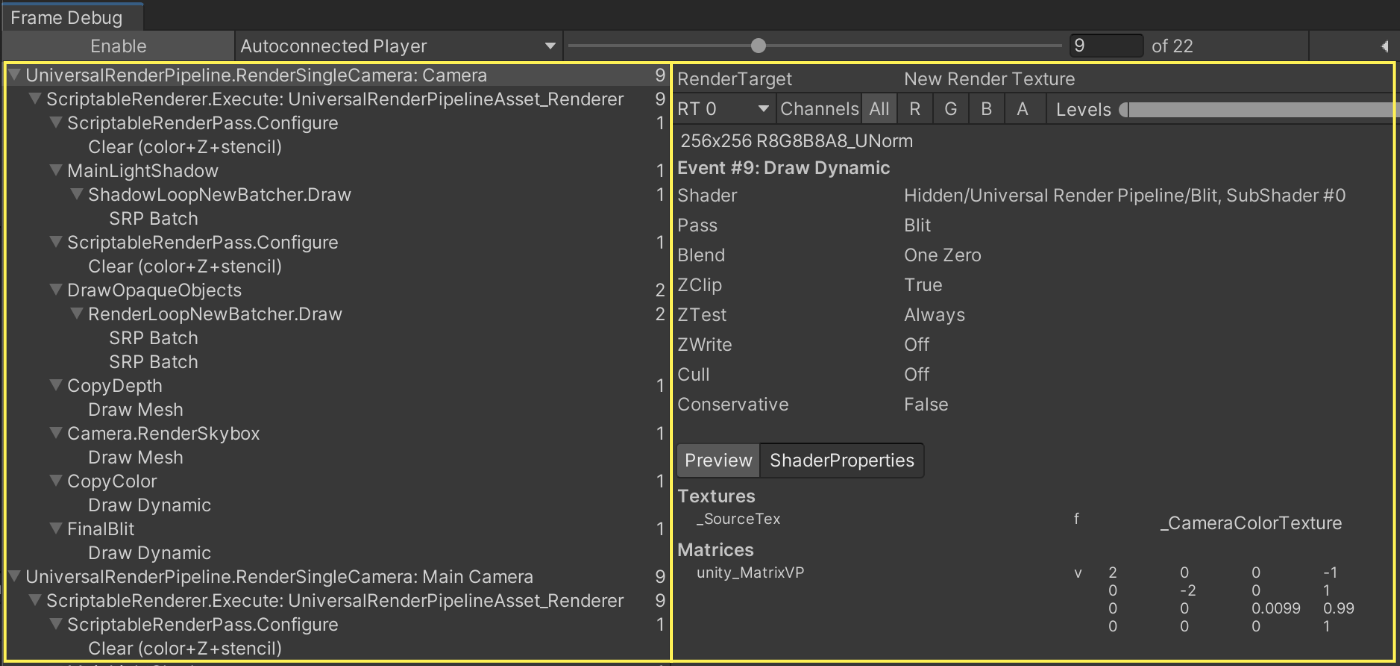 Frame Debug
Enable Autoconnected Player 9 of 22
UniversalRenderPipeline.RenderSingleCamera: Camera 9
ScriptableRenderer.Execute: UniversalRenderPipelineAsset_Renderer 9
ScriptableRenderPass.Configure 1
Clear (color+Z+stencil)
MainLightShadow 1
ShadowLoopNewBatcher.Draw 1
SRP Batch
ScriptableRenderPass.Configure 1
Clear (color+Z+stencil)
DrawOpaqueObjects 2
RenderLoopNewBatcher.Draw 2
SRP Batch
SRP Batch
CopyDepth 1
Draw Mesh
Camera.RenderSkybox 1
Draw Mesh
CopyColor 1
Draw Dynamic
FinalBlit 1
Draw Dynamic
UniversalRenderPipeline.RenderSingleCamera: Main Camera 9
ScriptableRenderer.Execute: UniversalRenderPipelineAsset_Renderer 9
ScriptableRenderPass.Configure 1
Clear (color+Z+stencil)
RenderTarget New Render Texture
RT 0 Channels All R G B A Levels
256x256 R8G8B8A8_UNorm
Event #9: Draw Dynamic
Shader Hidden/Universal Render Pipeline/Blit, SubShader #0
Pass Blit
Blend One Zero
ZClip True
ZTest Always
ZWrite Off
Cull Off
Conservative False
Preview ShaderProperties
Textures
_SourceTex f _CameraColorTexture
Matrices
unity_MatrixVP v 2 0 0 -1
0 -2 0 1
0 0 0.0099 0.99
0 0 0 1